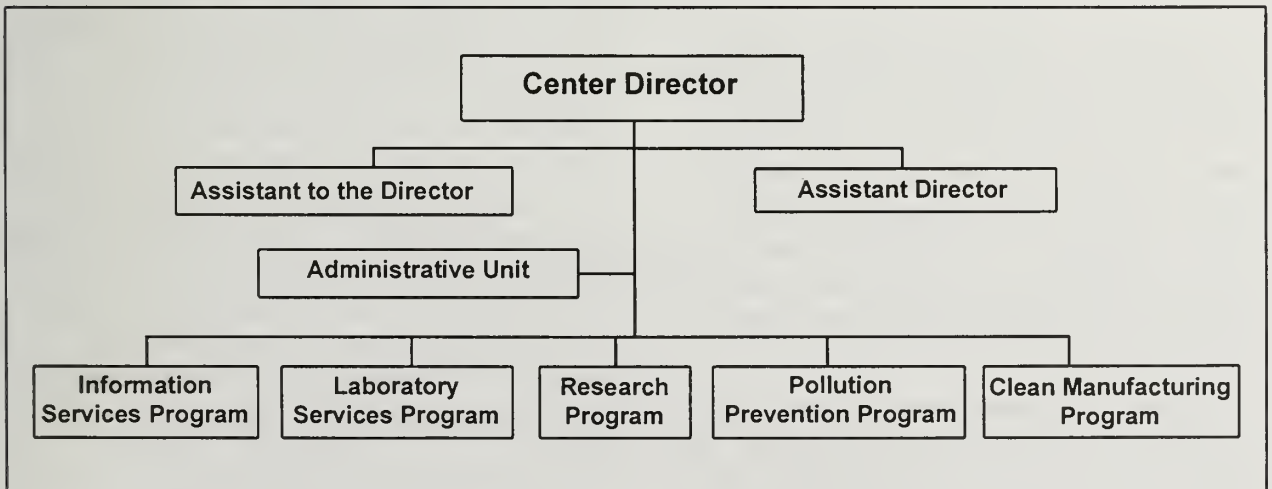 Center Director
Assistant to the Director
Assistant Director
Administrative Unit
Information
Services Program
Laboratory
Services Program
Research
Program
Pollution
Prevention Program
Clean Manufacturing
Program